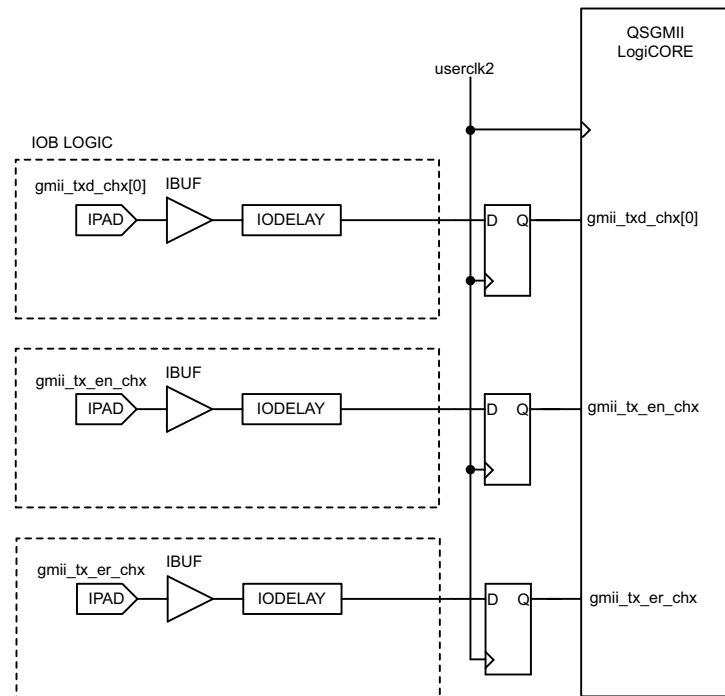 QSGMII
LogiCORE
userclk2
IOB LOGIC
gmii_txd_chx[0]
IBUF
IPAD
IODELAY
D Q
gmii_txd_chx[0]
gmii_tx_en_chx
IBUF
IPAD
IODELAY
D Q
gmii_tx_en_chx
gmii_tx_er_chx
IBUF
IPAD
IODELAY
D Q
gmii_tx_er_chx